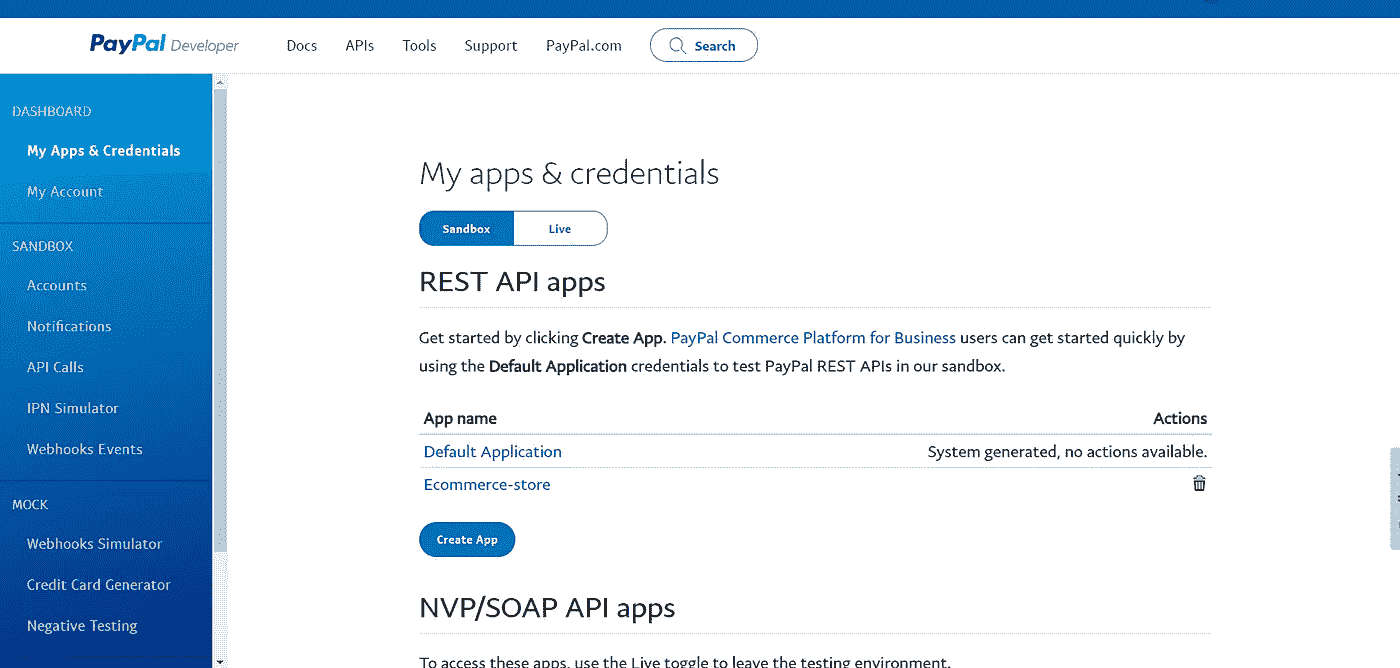 PayPal Developer
Docs
APIs
Tools
Support
PayPal.com
Search
DASHBOARD
My Apps & Credentials
My Account
SANDBOX
Accounts
Notifications
API Calls
IPN Simulator
Webhooks Events
MOCK
Webhooks Simulator
Credit Card Generator
Negative Testing
My apps & credentials
Sandbox
Live
REST API apps
Get started by clicking Create App. PayPal Commerce Platform for Business users can get started quickly by
using the Default Application credentials to test PayPal REST APIs in our sandbox.
App name
Actions
Default Application
System generated, no actions available.
Ecommerce-store
Create App
NVP/SOAP API apps
To access these apps, use the Live toggle to leave the testing environment.